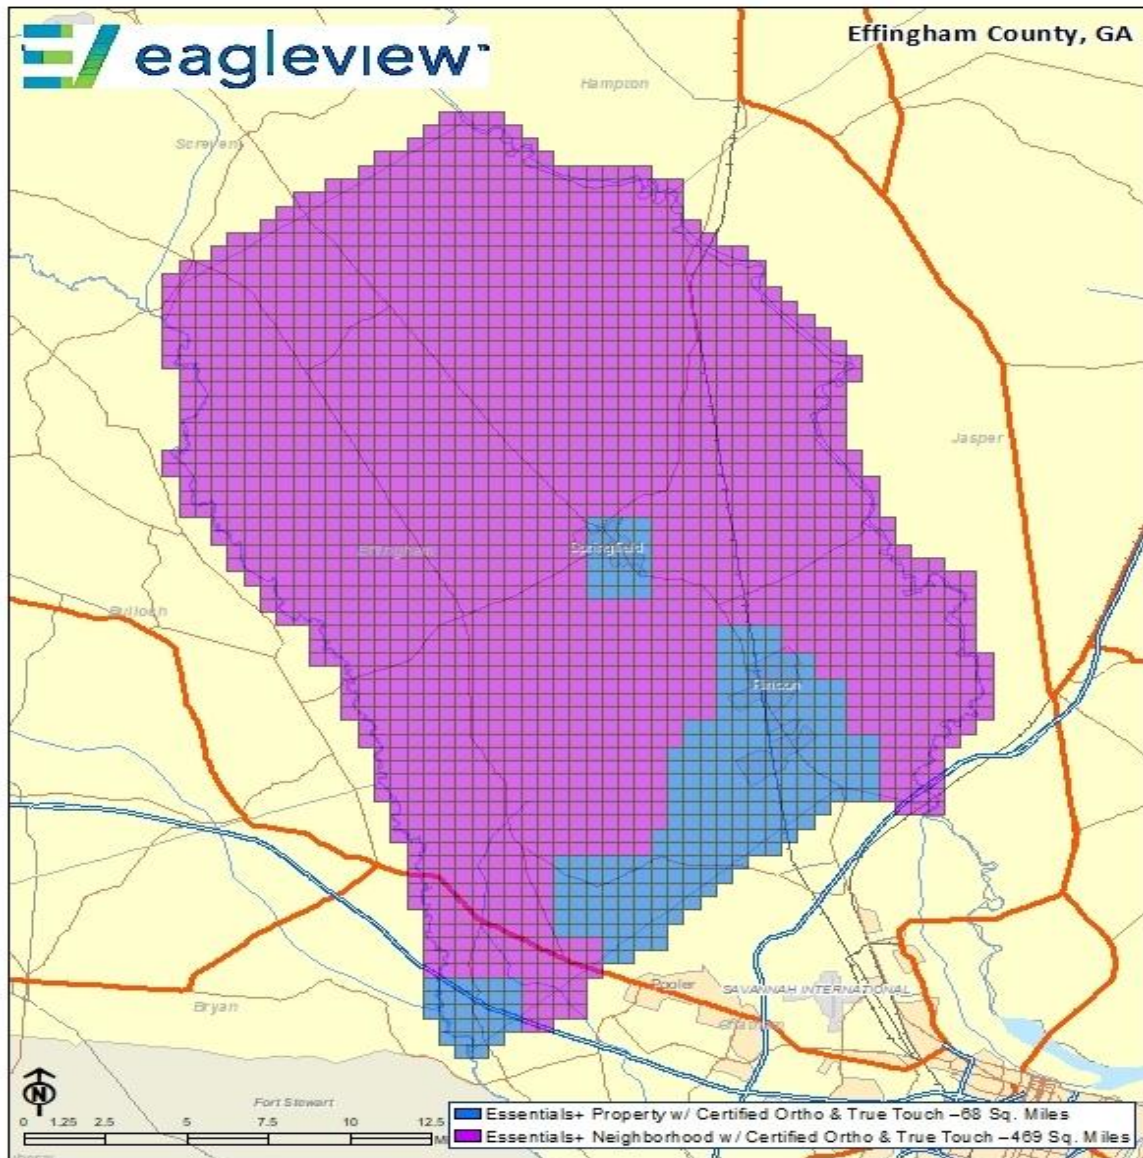 eagleview™
Effingham County, GA
Hampton
Screven
Jasper
Springfield
Effingham
Bulloch
Rincon
Pooler
SAVANNAH INTERNATIONAL
Bryan
Chatham
Fort Stewart
N
0 1.25 2.5 5 7.5 10 12.5
Essentials+ Property w/ Certified Ortho & True Touch –68 Sq. Miles
Essentials+ Neighborhood w/ Certified Ortho & True Touch –469 Sq. Miles